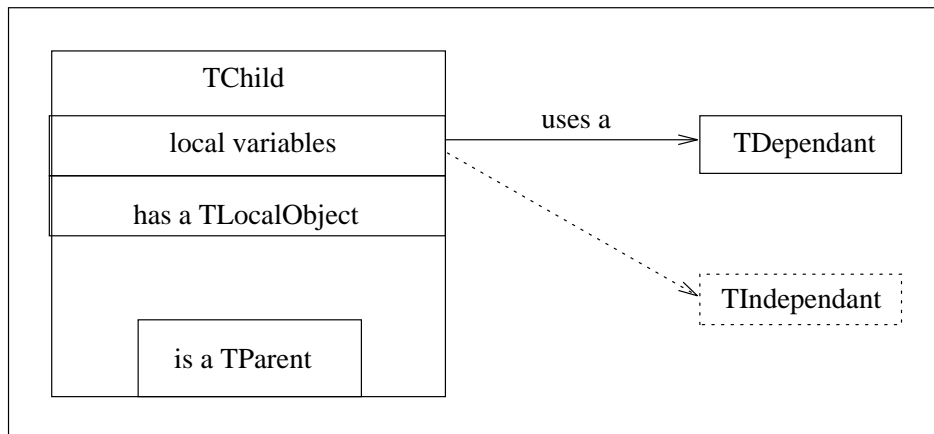 TChild
local variables
uses a
TDependant
has a TLocalObject
TIndependant
is a TParent